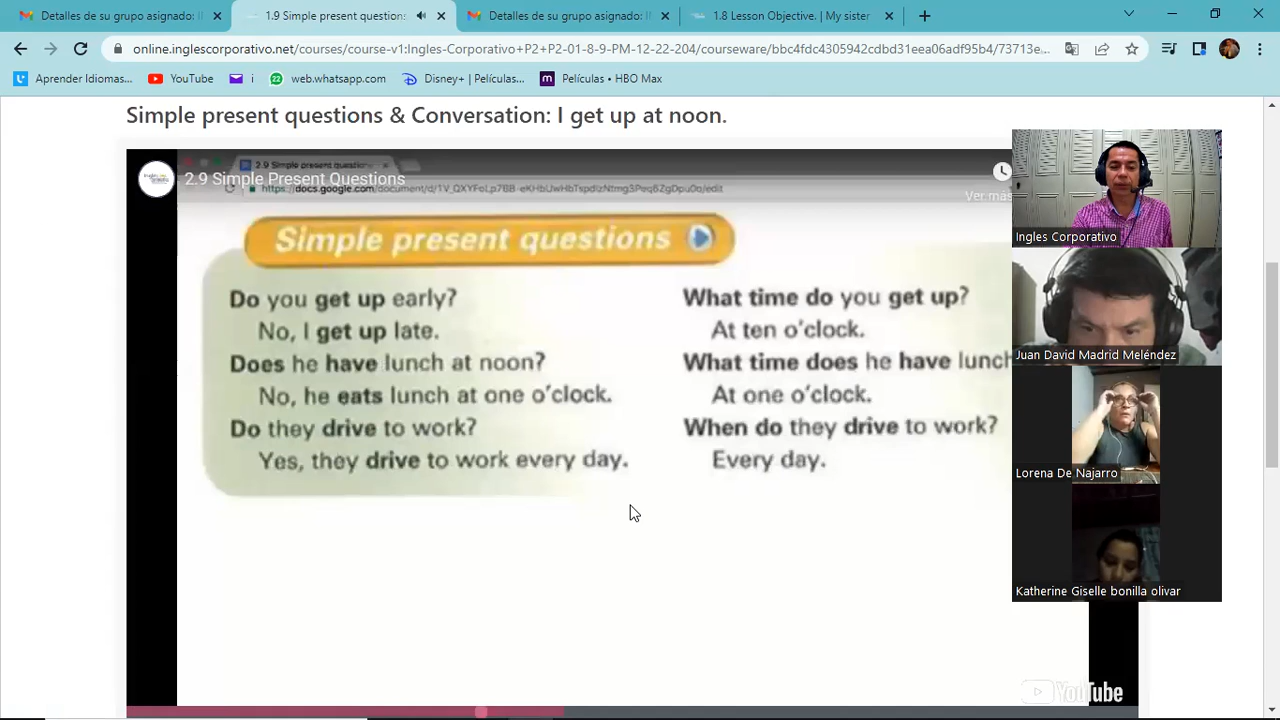 Detalles de su grupo asignado: I
1.9 Simple present questions
Detalles de su grupo asignado: I
1.8 Lesson Objective. | My sister
online.inglescorporativo.net/courses/course-v1:Ingles-Corporativo+P2+P2-01-8-9-PM-12-22-204/courseware/bbc4fdc4305942cdbd31eea06adf95b4/73713e...
Aprender Idiomas...
YouTube
i
22
web.whatsapp.com
Disney+ | Películas,...
Películas • HBO Max
Simple present questions & Conversation: I get up at noon.
2.9 Simple present question
2.9 Simple Present Questions
Ver más
Simple present questions
Do you get up early?
No, I get up late.
Does he have lunch at noon?
No, he eats lunch at one o'clock.
Do they drive to work?
Yes, they drive to work every day.
What time do you get up?
At ten o'clock.
What time does he have lunch
At one o'clock.
When do they drive to work?
Every day.
Ingles Corporativo
Juan David Madrid Meléndez
Lorena De Najarro
Katherine Giselle bonilla olivar
YouTube